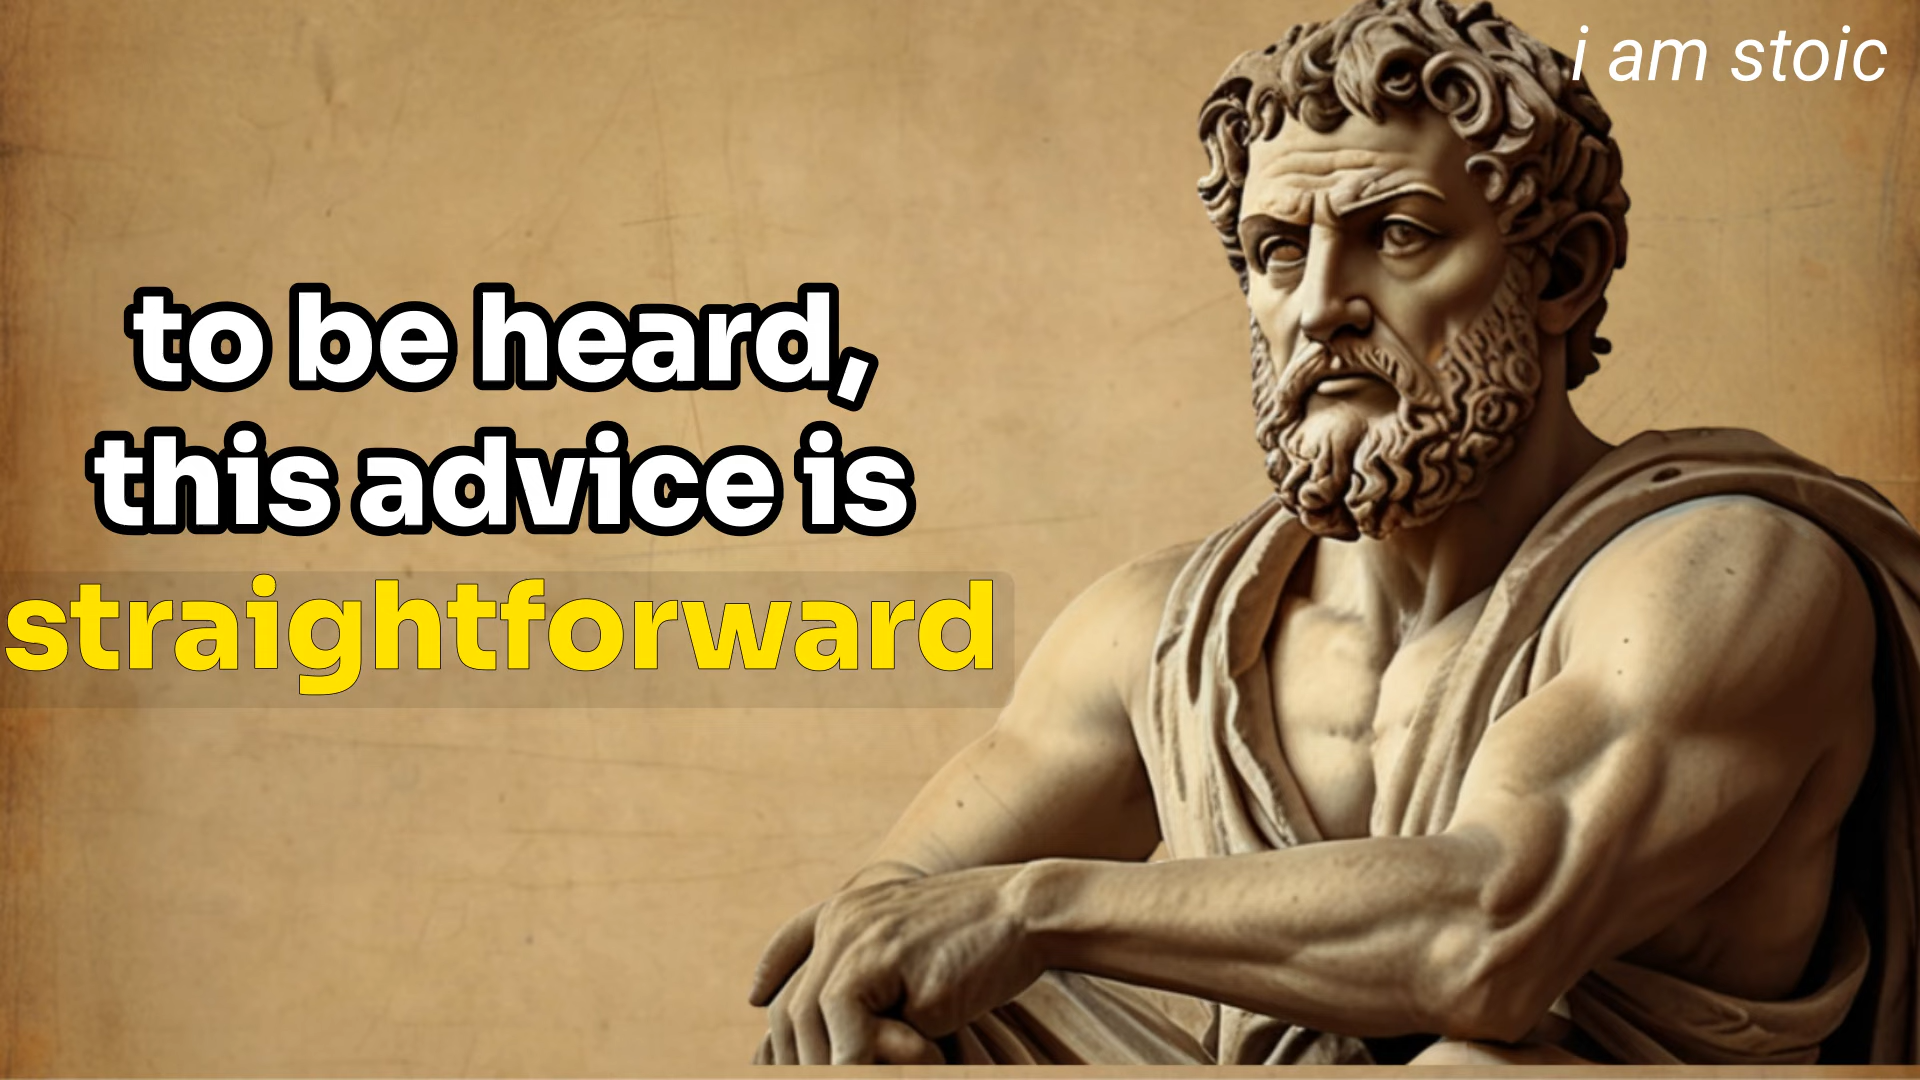 i am stoic
to be heard,
this advice is
straightforward